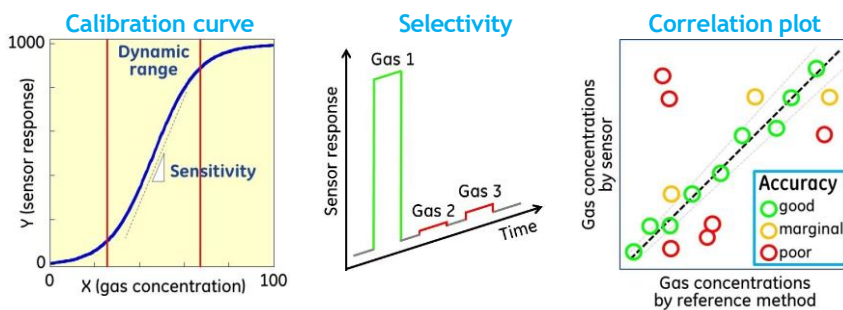 Calibration curve
1000
Dynamic
range
Sensitivity
Y (sensor response)
0
0
100
X (gas concentration)
Selectivity
Sensor response
Gas 1
Gas 2
Gas 3
Time
Correlation plot
Gas concentrations
by sensor
Accuracy
good
marginal
poor
Gas concentrations
by reference method